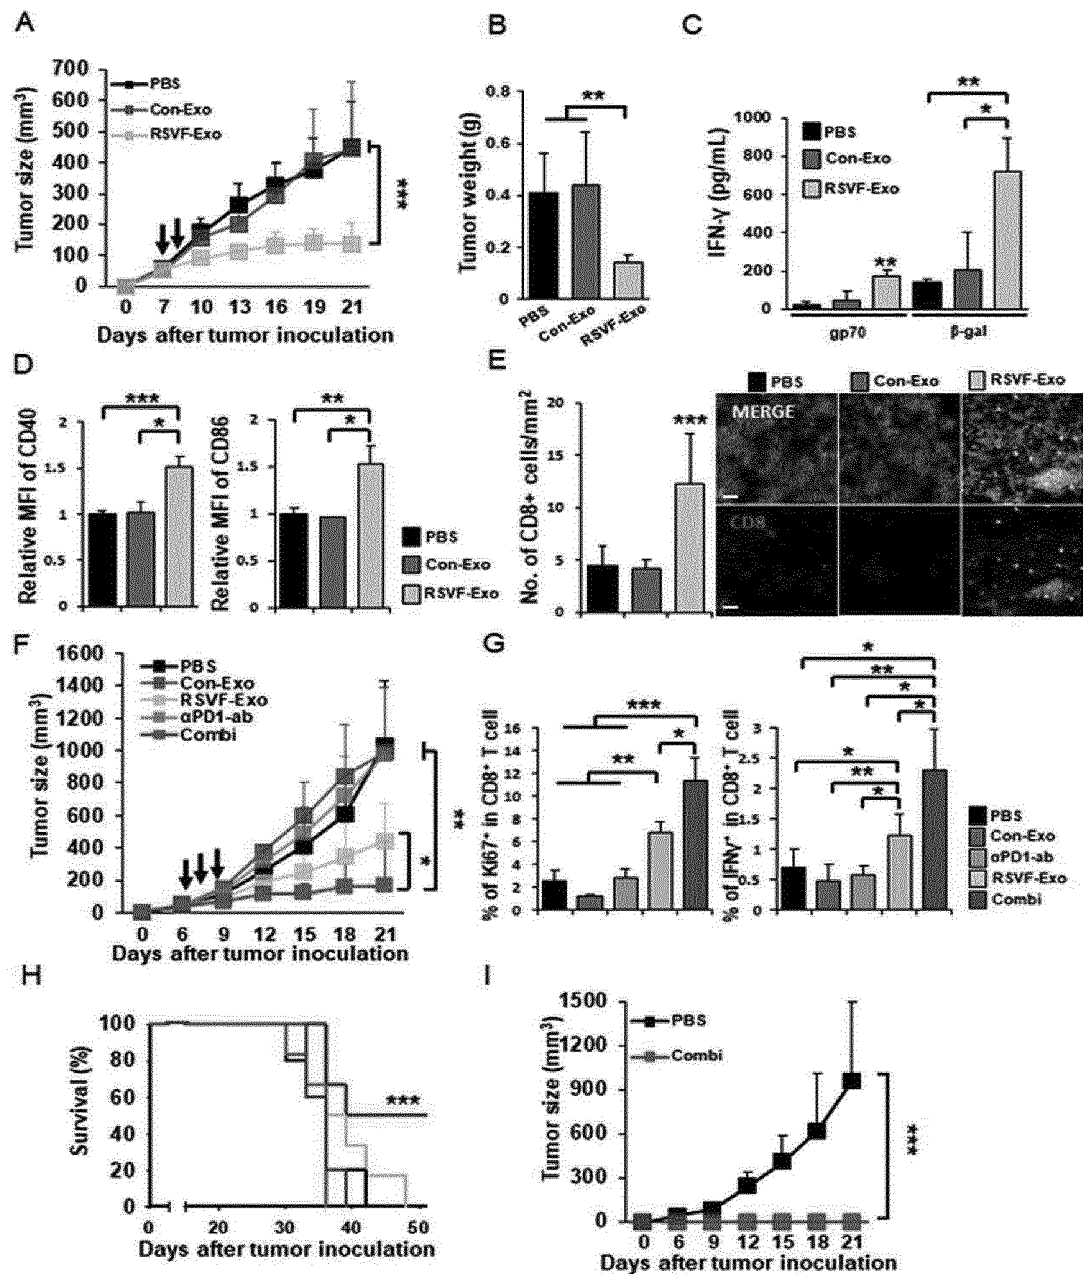 A
Tumor size (mm³)
700
600
500
400
300
200
100
0
PBS
Con-Exo
RSVF-Exo
***
0 7 10 13 16 19 21
Days after tumor inoculation
B
Tumor weight (g)
0.8
0.6
0.4
0.2
0
**
PBS
Con-Exo
RSVF-Exo
C
IFN-γ (pg/mL)
1000
800
600
400
200
0
PBS
Con-Exo
RSVF-Exo
**
*
**
gp70
β-gal
D
Relative MFI of CD40
2
1.5
1
0.5
0
***
*
Relative MFI of CD86
2
1.5
1
0.5
0
**
*
PBS
Con-Exo
RSVF-Exo
E
No. of CD8+ cells/mm²
20
15
10
5
0
***
PBS
Con-Exo
RSVF-Exo
MERGE
CD8
F
Tumor size (mm³)
1600
1400
1200
1000
800
600
400
200
0
PBS
Con-Exo
RSVF-Exo
αPD1-ab
Combi
**
*
0 6 9 12 15 18 21
Days after tumor inoculation
G
% of Ki67⁺ in CD8⁺ T cell
16
14
12
10
8
6
4
2
0
***
**
*
% of IFNγ⁺ in CD8⁺ T cell
3
2.5
2
1.5
1
0.5
0
*
**
*
*
*
**
*
PBS
Con-Exo
αPD1-ab
RSVF-Exo
Combi
H
Survival (%)
100
80
60
40
20
0
***
0 20 30 40 50
Days after tumor inoculation
I
Tumor size (mm³)
1500
1200
900
600
300
0
PBS
Combi
***
0 6 9 12 15 18 21
Days after tumor inoculation